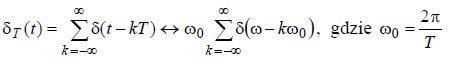 δ_T(t) = ∑_{k=−∞}^{∞} δ(t − kT) ↔ ω₀ ∑_{k=−∞}^{∞} δ(ω − kω₀), gdzie ω₀ = 2π/T